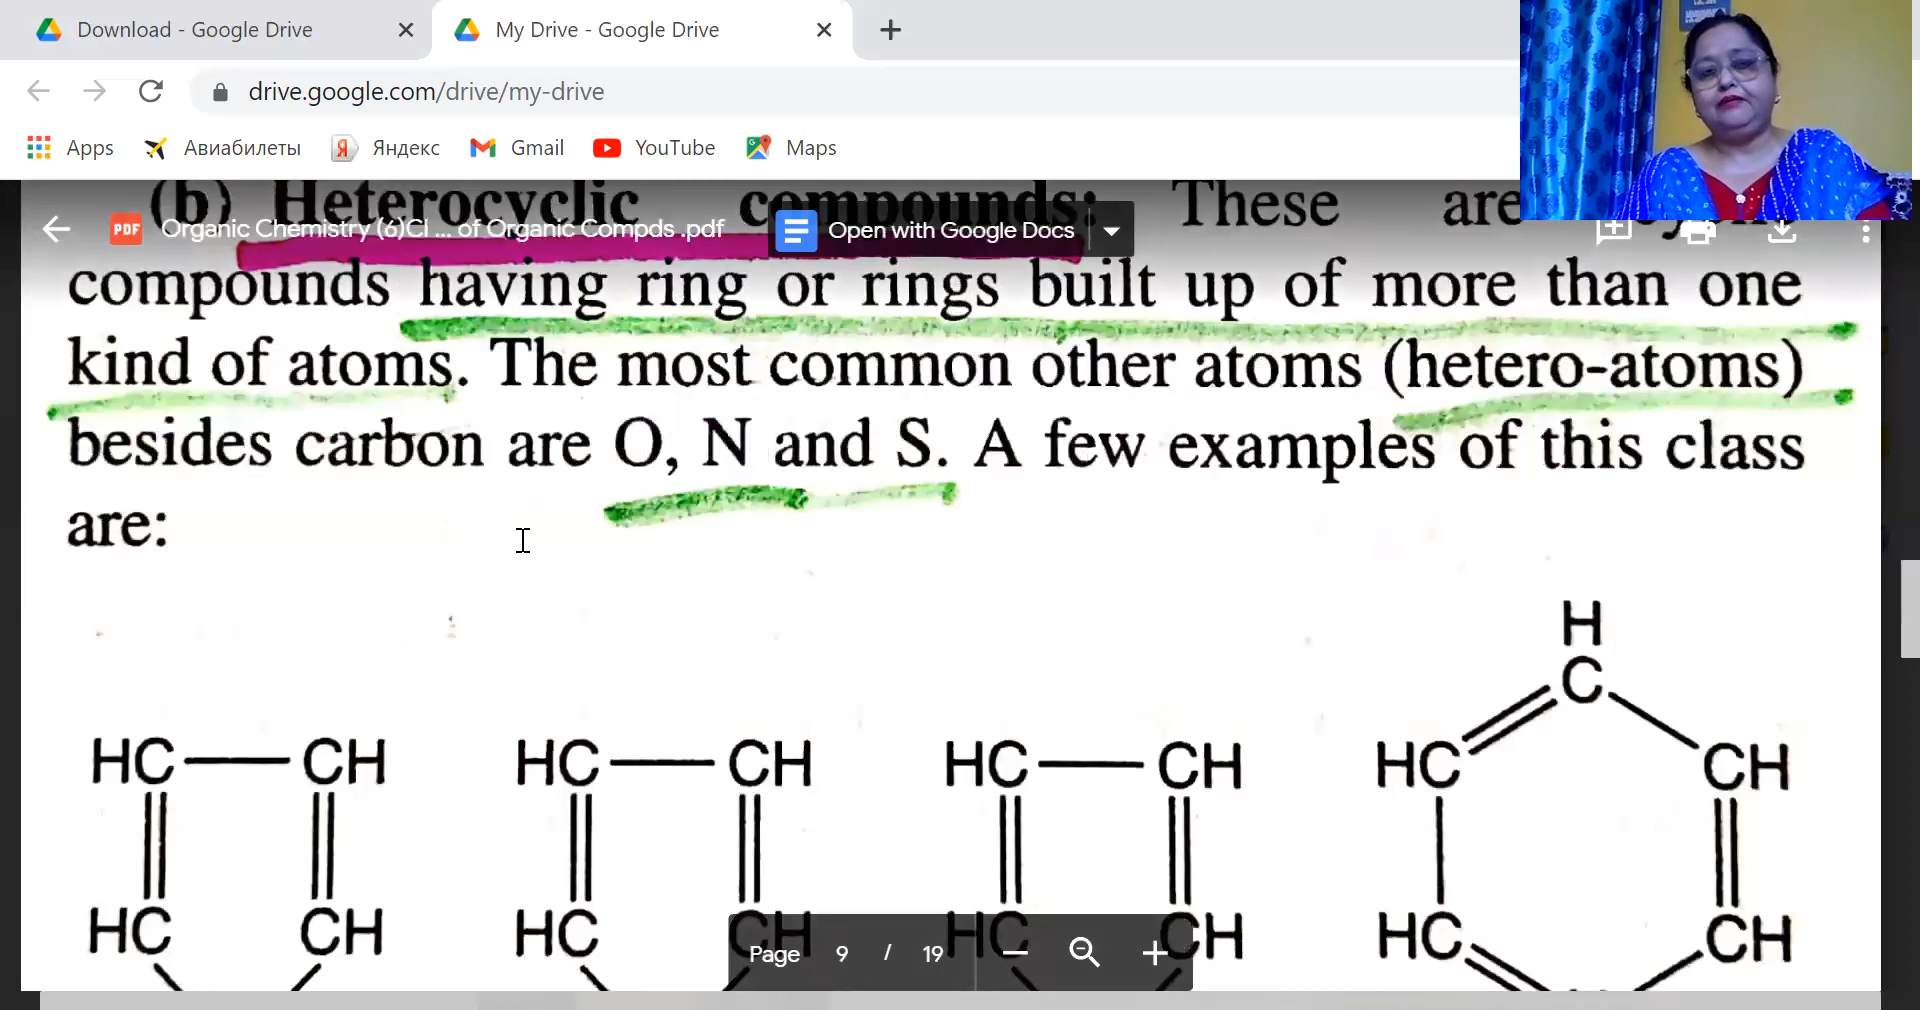 Download - Google Drive
My Drive - Google Drive
drive.google.com/drive/my-drive
Apps
Авиабилеты
Я Яндекс
Gmail
YouTube
Maps
(b) Heterocyclic compounds: These are
PDF Organic Chemistry (6)Cl ... of Organic Compds .pdf
Open with Google Docs
compounds having ring or rings built up of more than one
kind of atoms. The most common other atoms (hetero-atoms)
besides carbon are O, N and S. A few examples of this class
are:
H
C
HC CH HC CH HC CH HC CH
HC CH HC CH HC CH HC CH
Page 9 / 19